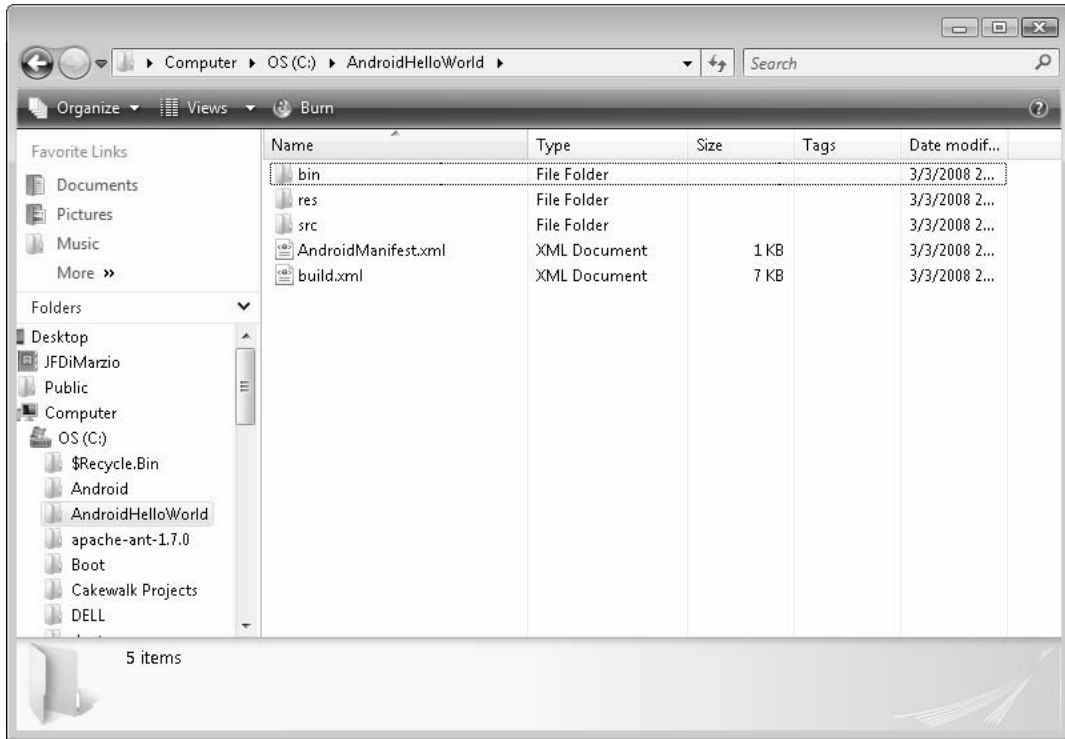 Computer OS (C:) AndroidHelloWorld Search
Organize Views Burn
Favorite Links
Documents
Pictures
Music
More »
Folders
Desktop
JFDiMarzio
Public
Computer
OS (C:)
$Recycle.Bin
Android
AndroidHelloWorld
apache-ant-1.7.0
Boot
Cakewalk Projects
DELL
Name Type Size Tags Date modif...
bin File Folder 3/3/2008 2...
res File Folder 3/3/2008 2...
src File Folder 3/3/2008 2...
AndroidManifest.xml XML Document 1 KB 3/3/2008 2...
build.xml XML Document 7 KB 3/3/2008 2...
5 items